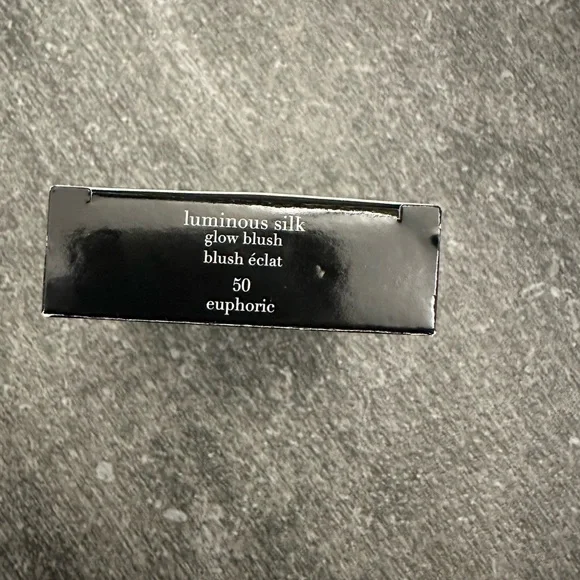 luminous silk
glow blush
blush éclat
50
euphoric